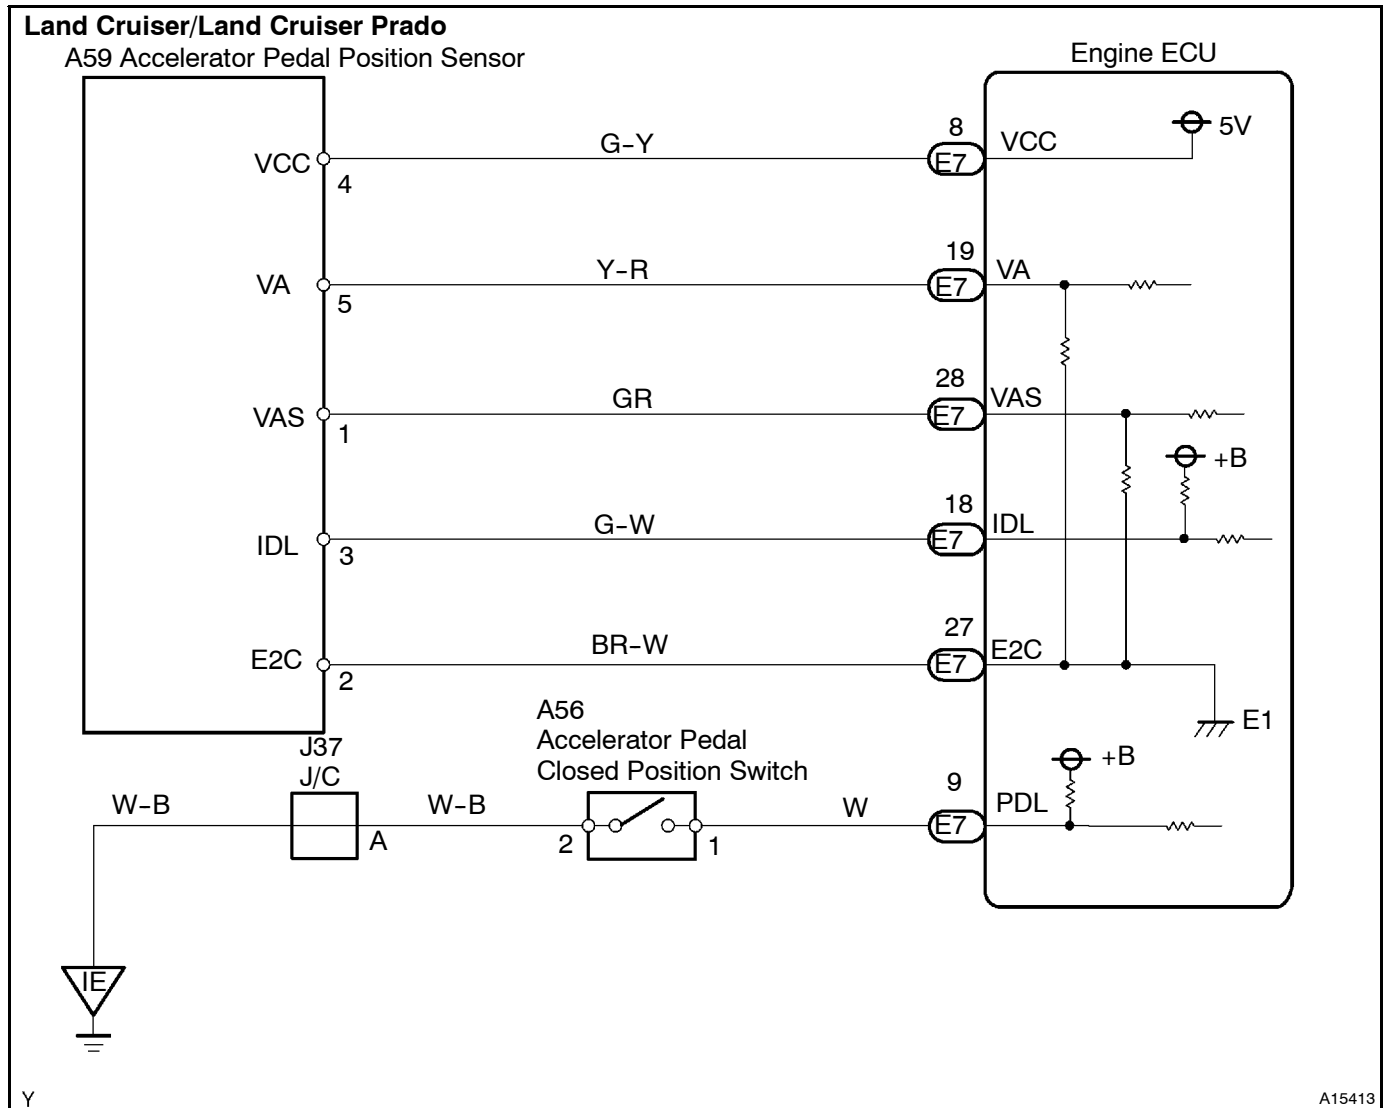 Land Cruiser/Land Cruiser Prado
A59 Accelerator Pedal Position Sensor
Engine ECU
VCC
4
G-Y
8
E7
VCC
5V
VA
5
Y-R
19
E7
VA
VAS
1
GR
28
E7
VAS
+B
IDL
3
G-W
18
E7
IDL
E2C
2
BR-W
27
E7
E2C
E1
J37
J/C
A56
Accelerator Pedal
Closed Position Switch
W-B
A
W-B
2
1
W
9
E7
PDL
+B
IE
Y
A15413